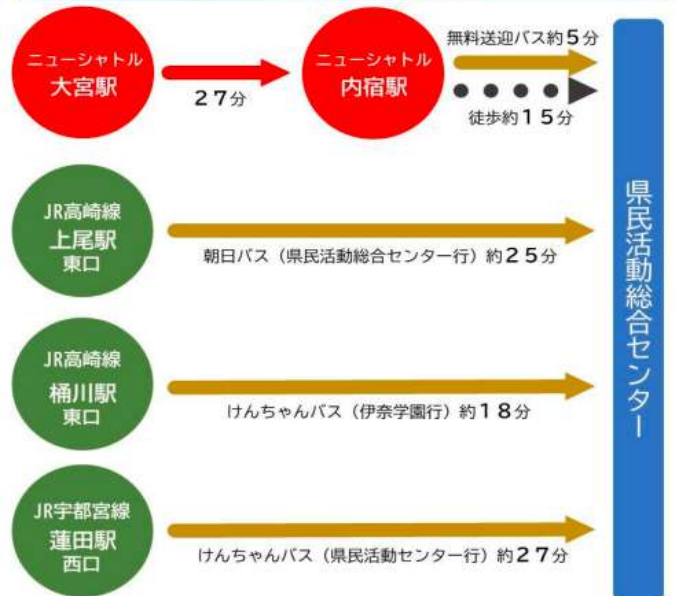 ニューシャトル
大宮駅
27分
ニューシャトル
内宿駅
無料送迎バス約5分
徒歩約15分
JR高崎線
上尾駅
東口
朝日バス（県民活動総合センター行）約25分
JR高崎線
桶川駅
東口
けんちゃんバス（伊奈学園行）約18分
JR宇都宮線
蓮田駅
西口
けんちゃんバス（県民活動センター行）約27分
県民活動総合センター